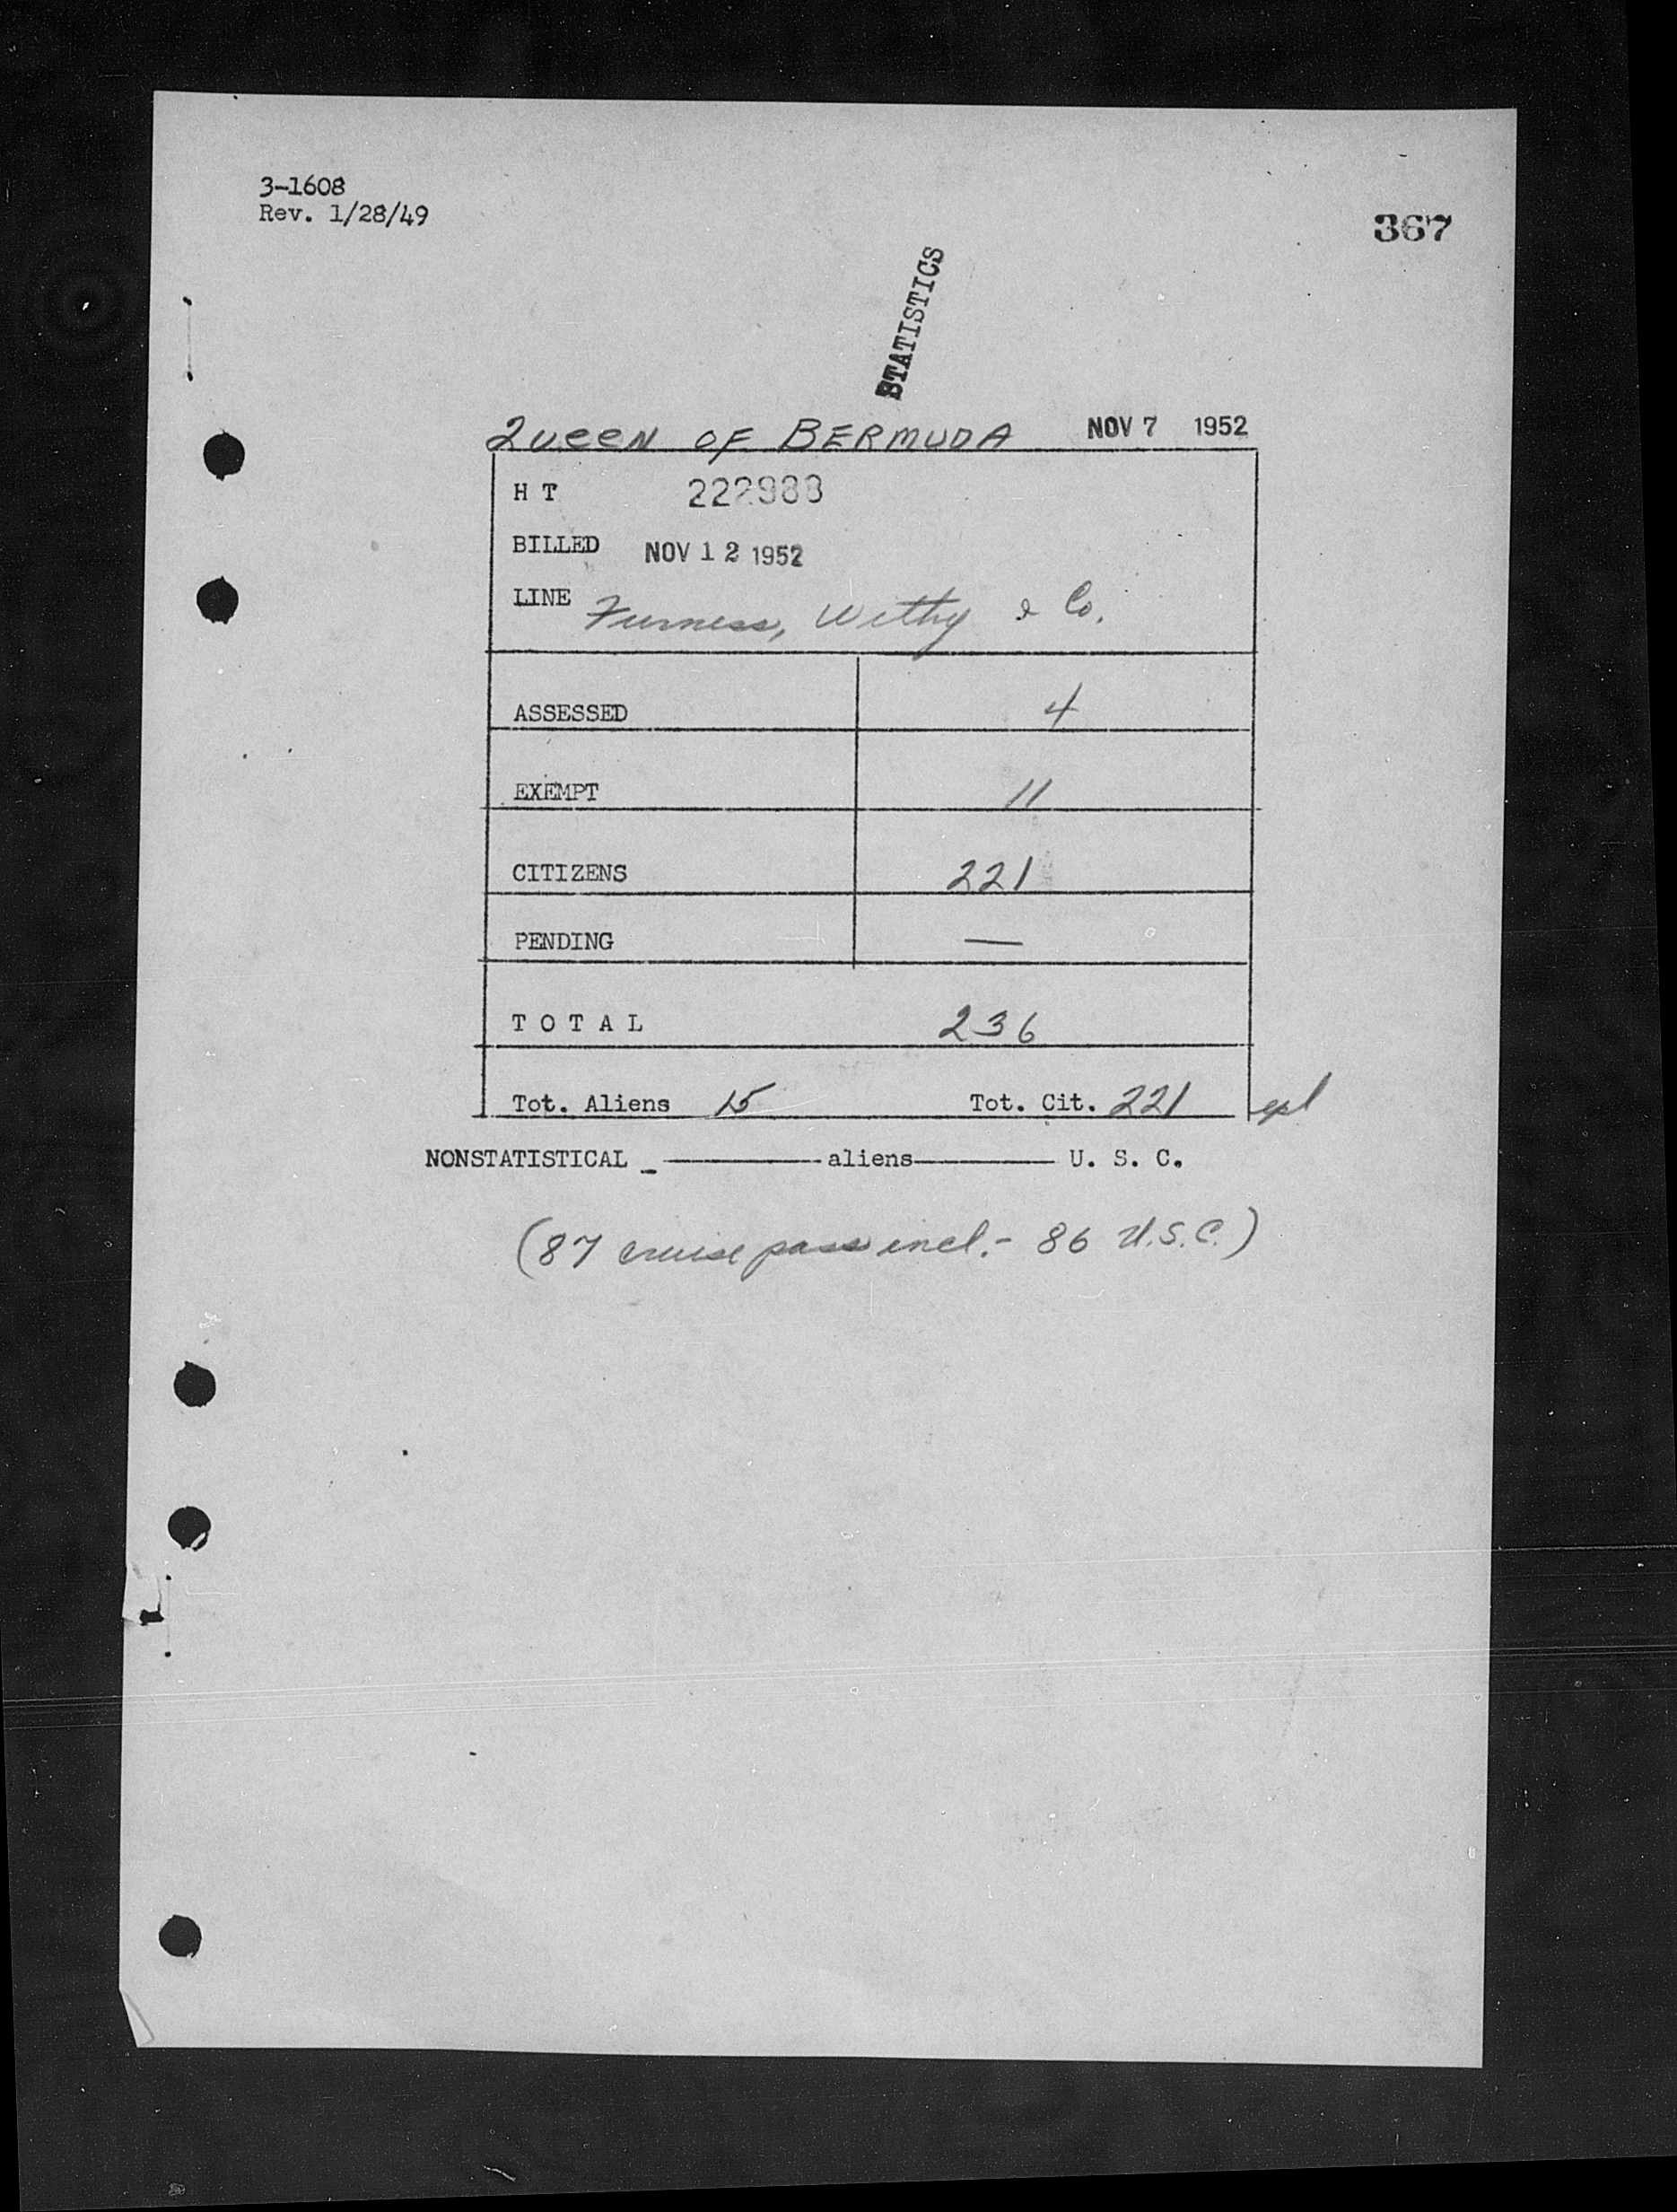 3-1608
Rev. 1/28/49
367
STATISTICS
QUEEN OF BERMUDA NOV 7 1952
H T 222988
BILLED NOV 12 1952
LINE Furness, Withy & Co.
ASSESSED 4
EXEMPT 11
CITIZENS 221
PENDING —
T O T A L 236
Tot. Aliens 15 Tot. Cit. 221
NONSTATISTICAL _ ————— aliens ————— U. S. C.
(87 cruise pass incl. - 86 U.S.C.)